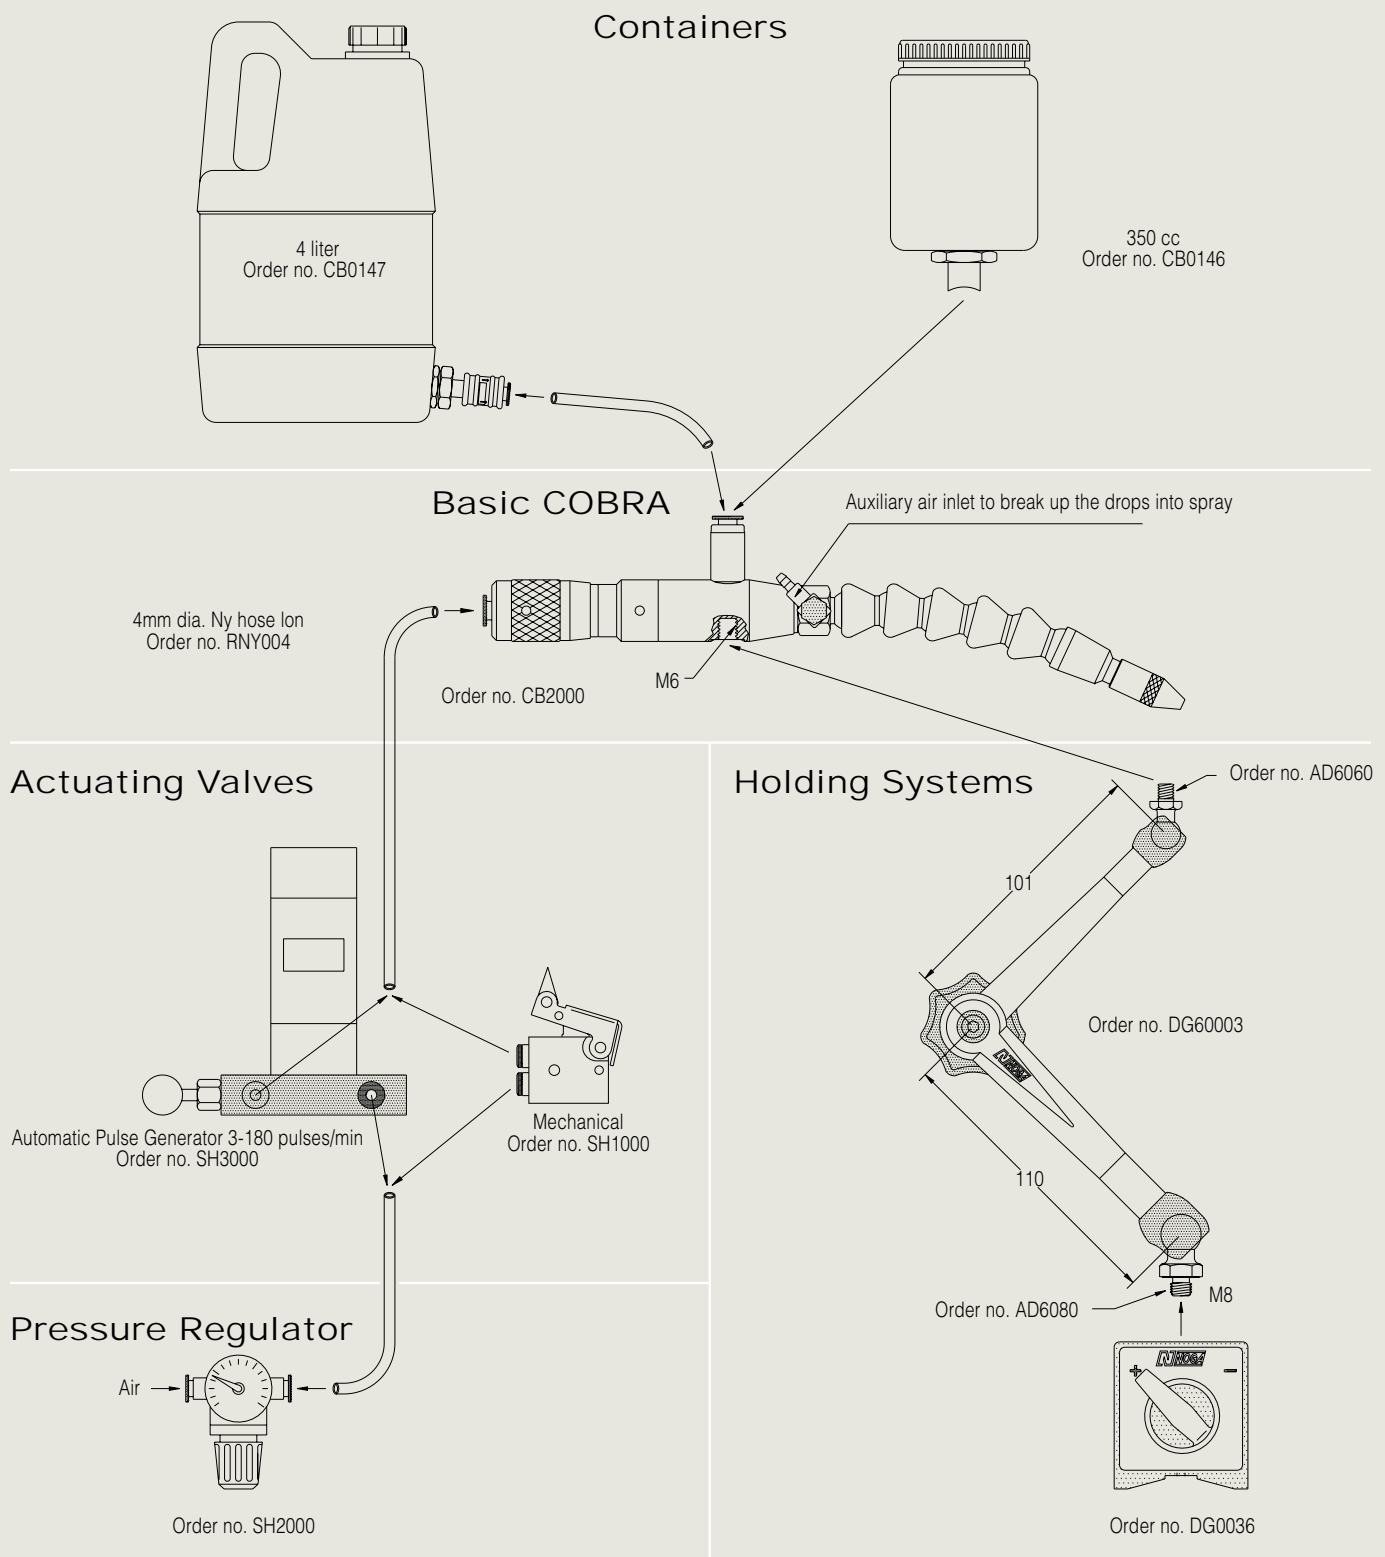 Containers
4 liter
Order no. CB0147
350 cc
Order no. CB0146
Basic COBRA
Auxiliary air inlet to break up the drops into spray
4mm dia. Ny hose lon
Order no. RNY004
M6
Order no. CB2000
Actuating Valves
Automatic Pulse Generator 3-180 pulses/min
Order no. SH3000
Mechanical
Order no. SH1000
Holding Systems
Order no. AD6060
101
Order no. DG60003
NOGA
110
Order no. AD6080
M8
NOGA
+ −
Order no. DG0036
Pressure Regulator
Air
Order no. SH2000